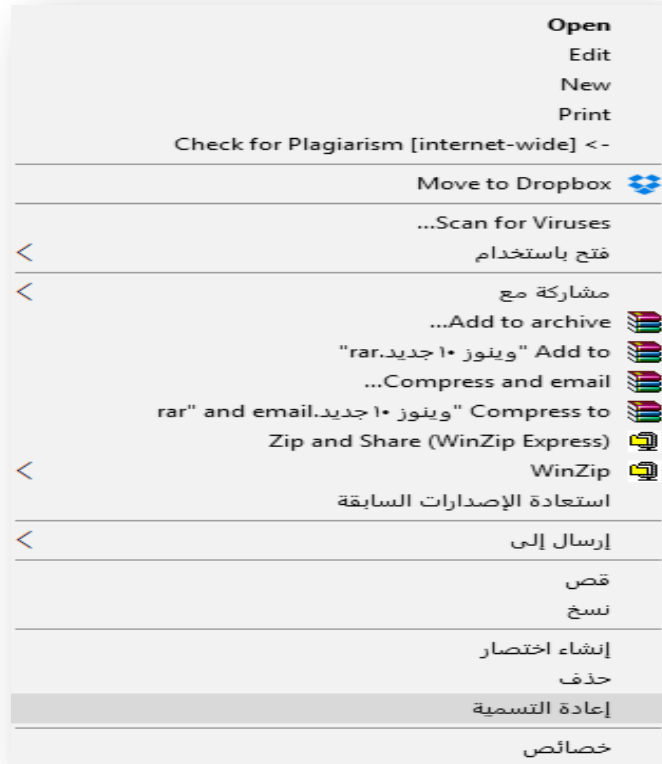 Open
Edit
New
Print
Check for Plagiarism [internet-wide] <-
Move to Dropbox
...Scan for Viruses
فتح باستخدام
مشاركة مع
...Add to archive
Add to "وينوز ١٠ جديد.rar"
...Compress and email
Compress to "وينوز ١٠ جديد.rar" and email
Zip and Share (WinZip Express)
WinZip
استعادة الإصدارات السابقة
إرسال إلى
قص
نسخ
إنشاء اختصار
حذف
إعادة التسمية
خصائص